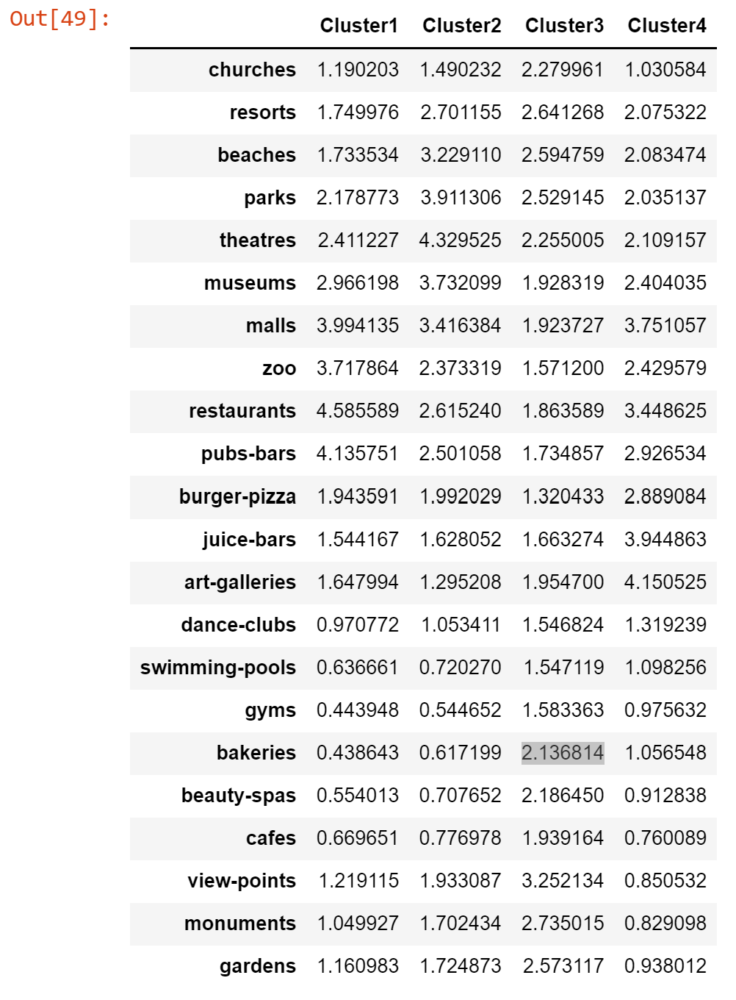 Out[49]:
Cluster1 Cluster2 Cluster3 Cluster4
churches 1.190203 1.490232 2.279961 1.030584
resorts 1.749976 2.701155 2.641268 2.075322
beaches 1.733534 3.229110 2.594759 2.083474
parks 2.178773 3.911306 2.529145 2.035137
theatres 2.411227 4.329525 2.255005 2.109157
museums 2.966198 3.732099 1.928319 2.404035
malls 3.994135 3.416384 1.923727 3.751057
zoo 3.717864 2.373319 1.571200 2.429579
restaurants 4.585589 2.615240 1.863589 3.448625
pubs-bars 4.135751 2.501058 1.734857 2.926534
burger-pizza 1.943591 1.992029 1.320433 2.889084
juice-bars 1.544167 1.628052 1.663274 3.944863
art-galleries 1.647994 1.295208 1.954700 4.150525
dance-clubs 0.970772 1.053411 1.546824 1.319239
swimming-pools 0.636661 0.720270 1.547119 1.098256
gyms 0.443948 0.544652 1.583363 0.975632
bakeries 0.438643 0.617199 2.136814 1.056548
beauty-spas 0.554013 0.707652 2.186450 0.912838
cafes 0.669651 0.776978 1.939164 0.760089
view-points 1.219115 1.933087 3.252134 0.850532
monuments 1.049927 1.702434 2.735015 0.829098
gardens 1.160983 1.724873 2.573117 0.938012